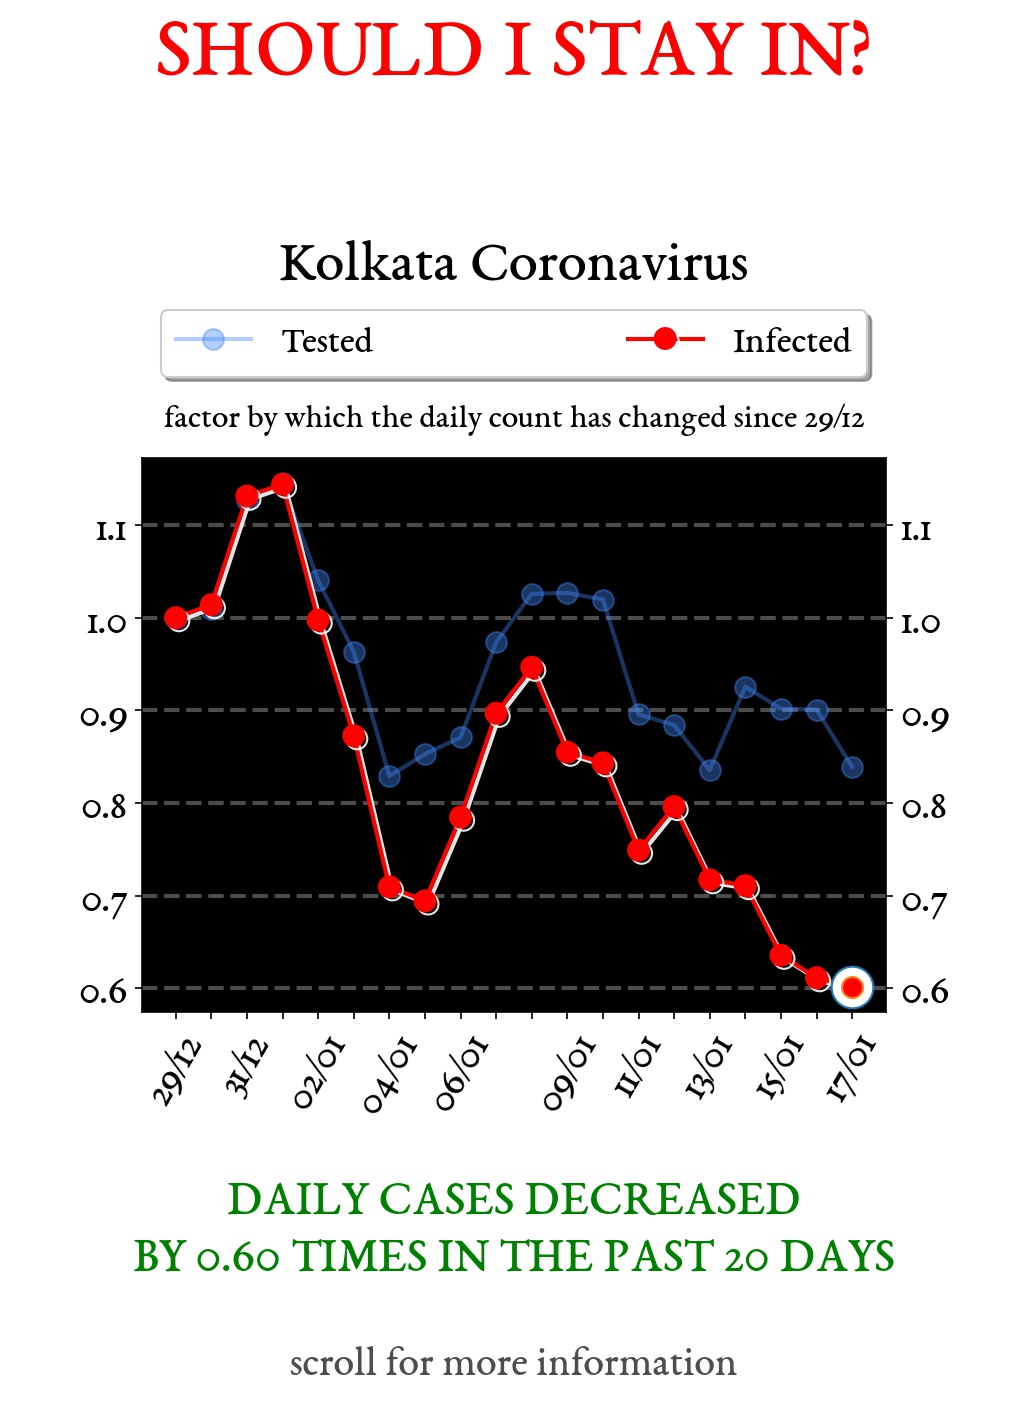 SHOULD I STAY IN?
Kolkata Coronavirus
Tested Infected
factor by which the daily count has changed since 29/12
1.1 1.1
1.0 1.0
0.9 0.9
0.8 0.8
0.7 0.7
0.6 0.6
29/12 31/12 02/01 04/01 06/01 09/01 11/01 13/01 15/01 17/01
DAILY CASES DECREASED
BY 0.60 TIMES IN THE PAST 20 DAYS
scroll for more information